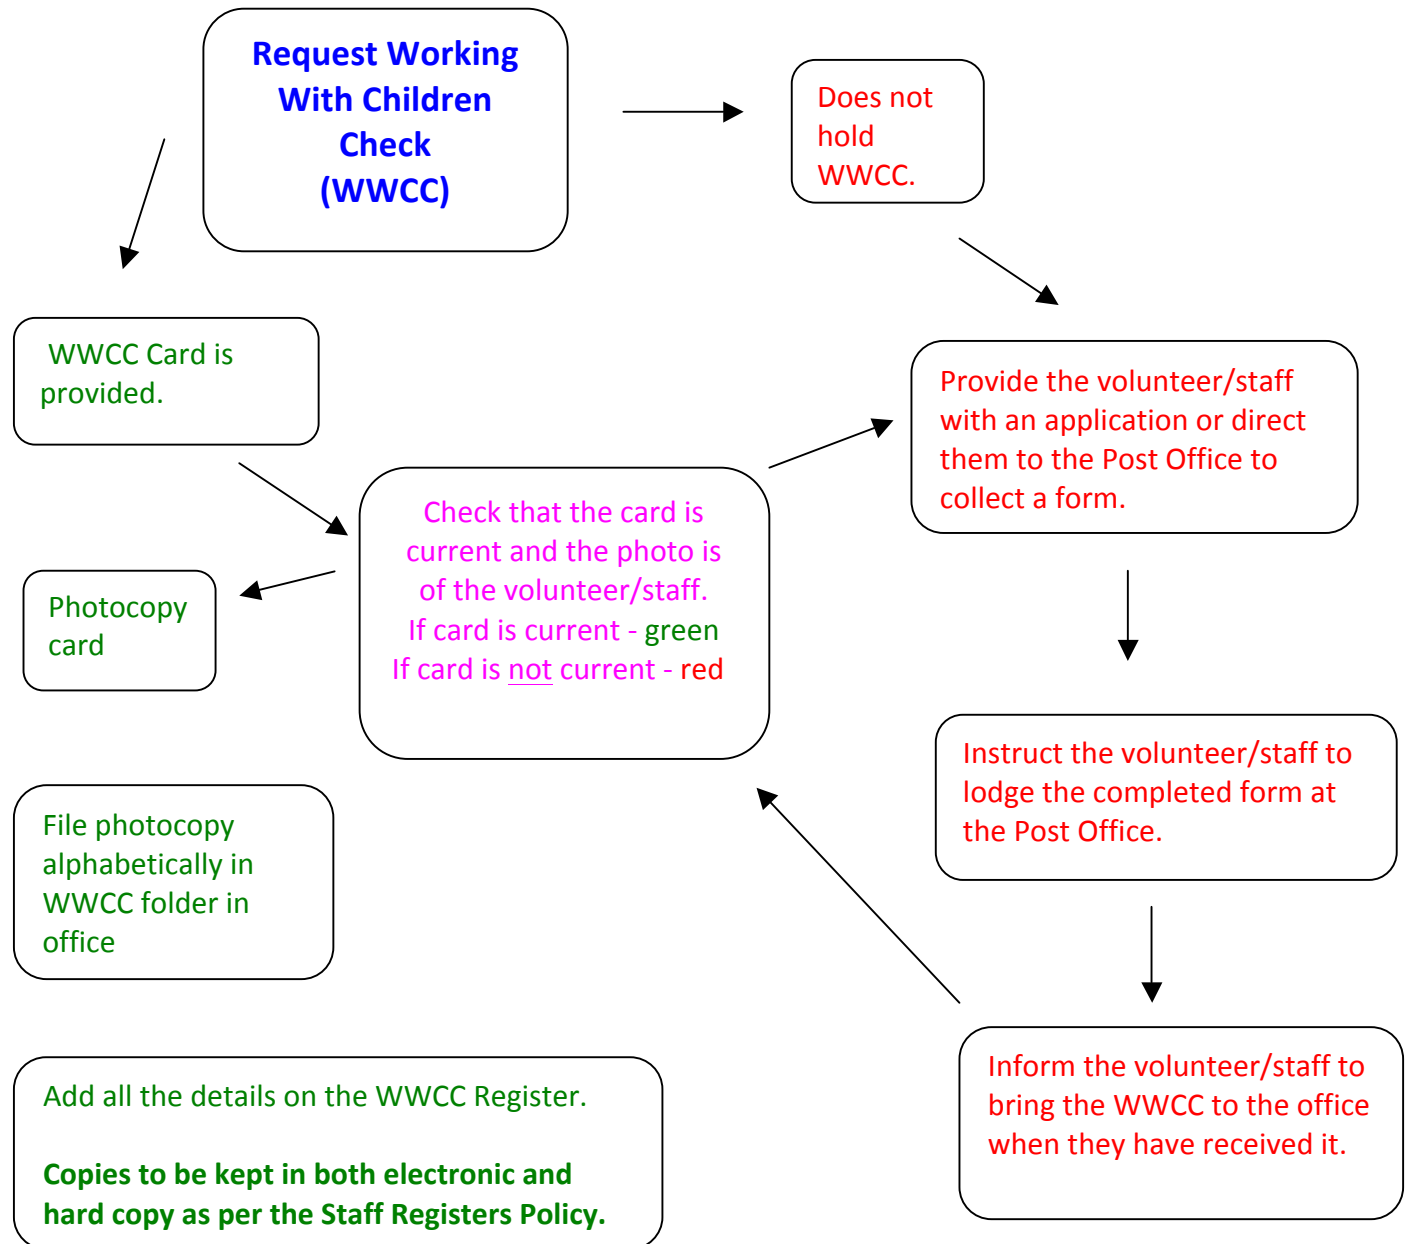 Request Working
With Children
Check
(WWCC)
Does not
hold
WWCC.
WWCC Card is
provided.
Provide the volunteer/staff
with an application or direct
them to the Post Office to
collect a form.
Check that the card is
current and the photo is
of the volunteer/staff.
If card is current - green
If card is not current - red
Photocopy
card
Instruct the volunteer/staff to
lodge the completed form at
the Post Office.
File photocopy
alphabetically in
WWCC folder in
office
Inform the volunteer/staff to
bring the WWCC to the office
when they have received it.
Add all the details on the WWCC Register.
Copies to be kept in both electronic and
hard copy as per the Staff Registers Policy.